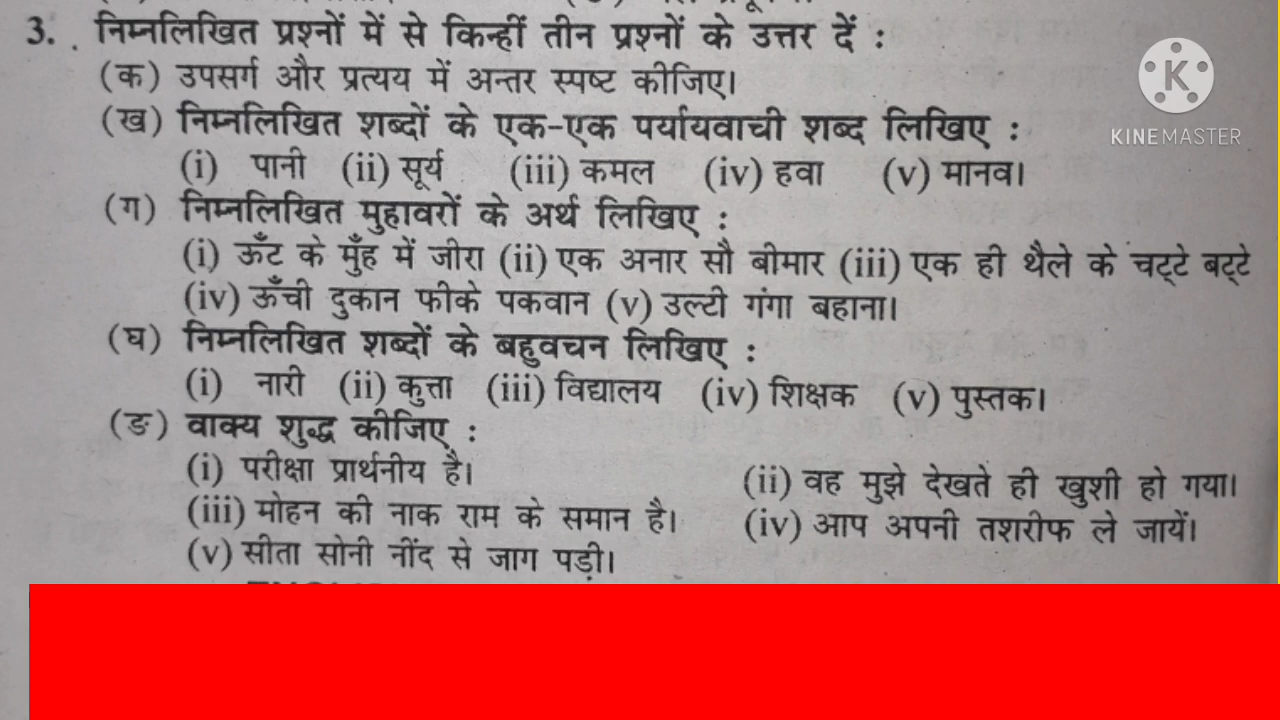 3. निम्नलिखित प्रश्नों में से किन्हीं तीन प्रश्नों के उत्तर दें :
(क) उपसर्ग और प्रत्यय में अन्तर स्पष्ट कीजिए।
(ख) निम्नलिखित शब्दों के एक-एक पर्यायवाची शब्द लिखिए :
(i) पानी (ii) सूर्य (iii) कमल (iv) हवा (v) मानव।
(ग) निम्नलिखित मुहावरों के अर्थ लिखिए :
(i) ऊँट के मुँह में जीरा (ii) एक अनार सौ बीमार (iii) एक ही थैले के चट्टे बट्टे
(iv) ऊँची दुकान फीके पकवान (v) उल्टी गंगा बहाना।
(घ) निम्नलिखित शब्दों के बहुवचन लिखिए :
(i) नारी (ii) कुत्ता (iii) विद्यालय (iv) शिक्षक (v) पुस्तक।
(ङ) वाक्य शुद्ध कीजिए :
(i) परीक्षा प्रार्थनीय है। (ii) वह मुझे देखते ही खुशी हो गया।
(iii) मोहन की नाक राम के समान है। (iv) आप अपनी तशरीफ ले जायें।
(v) सीता सोनी नींद से जाग पड़ी।
K
KINEMASTER